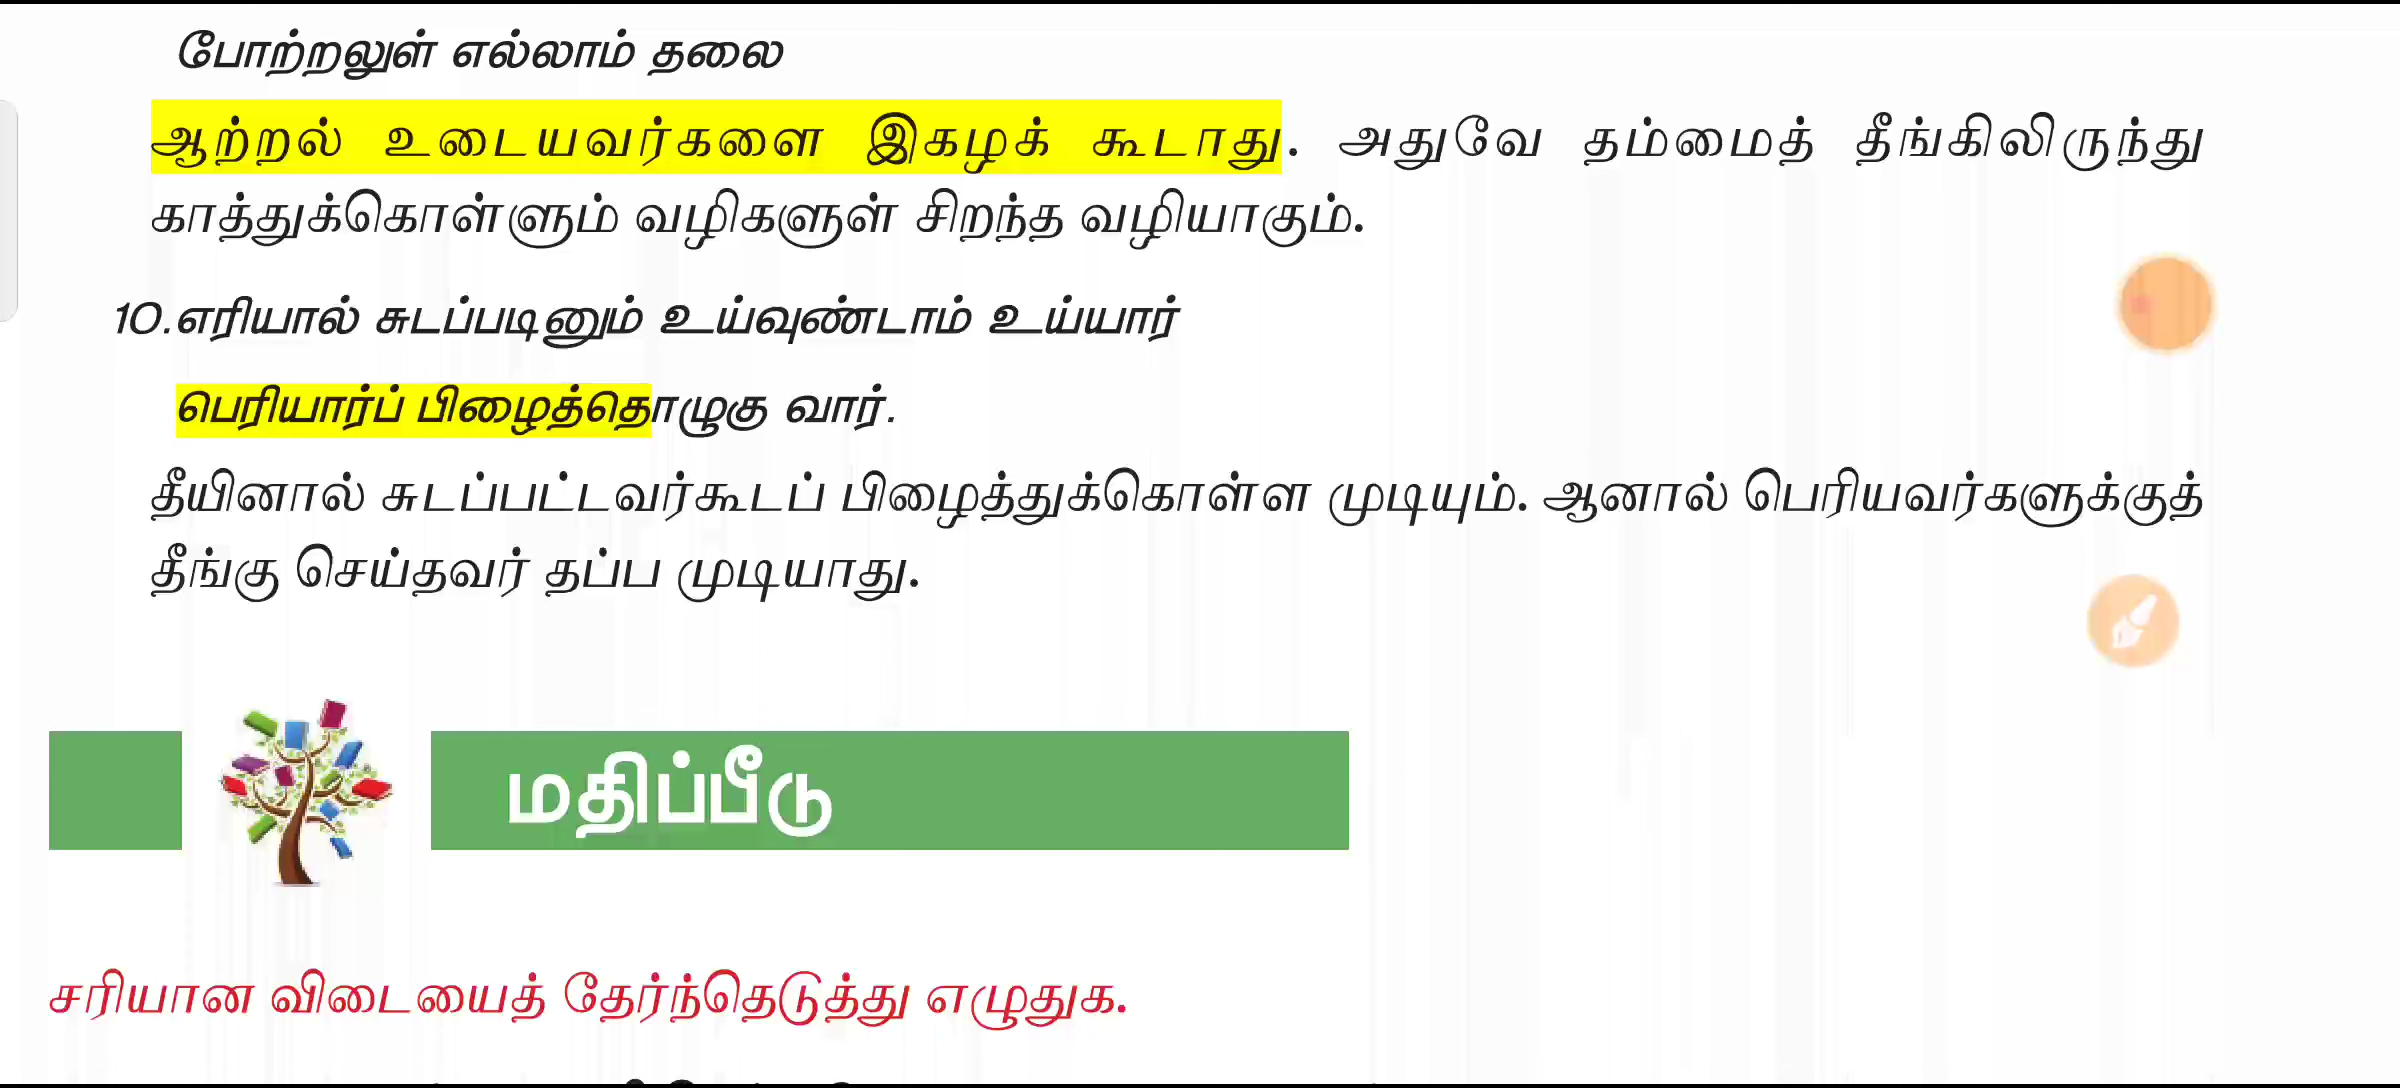 போற்றலுள் எல்லாம் தலை
ஆற்றல் உடையவர்களை இகழக் கூடாது. அதுவே தம்மைத் தீங்கிலிருந்து
காத்துக்கொள்ளும் வழிகளுள் சிறந்த வழியாகும்.
10.எரியால் சுடப்படினும் உய்வுண்டாம் உய்யார்
பெரியார்ப் பிழைத்தொழுகு வார்.
தீயினால் சுடப்பட்டவர்கூடப் பிழைத்துக்கொள்ள முடியும். ஆனால் பெரியவர்களுக்குத்
தீங்கு செய்தவர் தப்ப முடியாது.
மதிப்பீடு
சரியான விடையைத் தேர்ந்தெடுத்து எழுதுக.